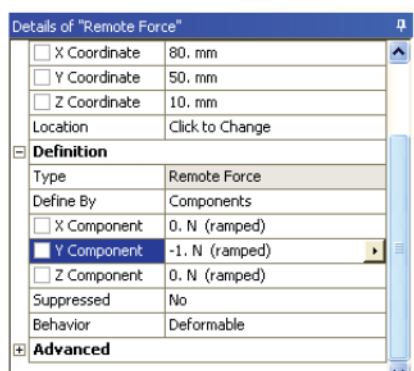 Details of "Remote Force"
X Coordinate 80. mm
Y Coordinate 50. mm
Z Coordinate 10. mm
Location Click to Change
Definition
Type Remote Force
Define By Components
X Component 0. N (ramped)
Y Component -1. N (ramped)
Z Component 0. N (ramped)
Suppressed No
Behavior Deformable
Advanced